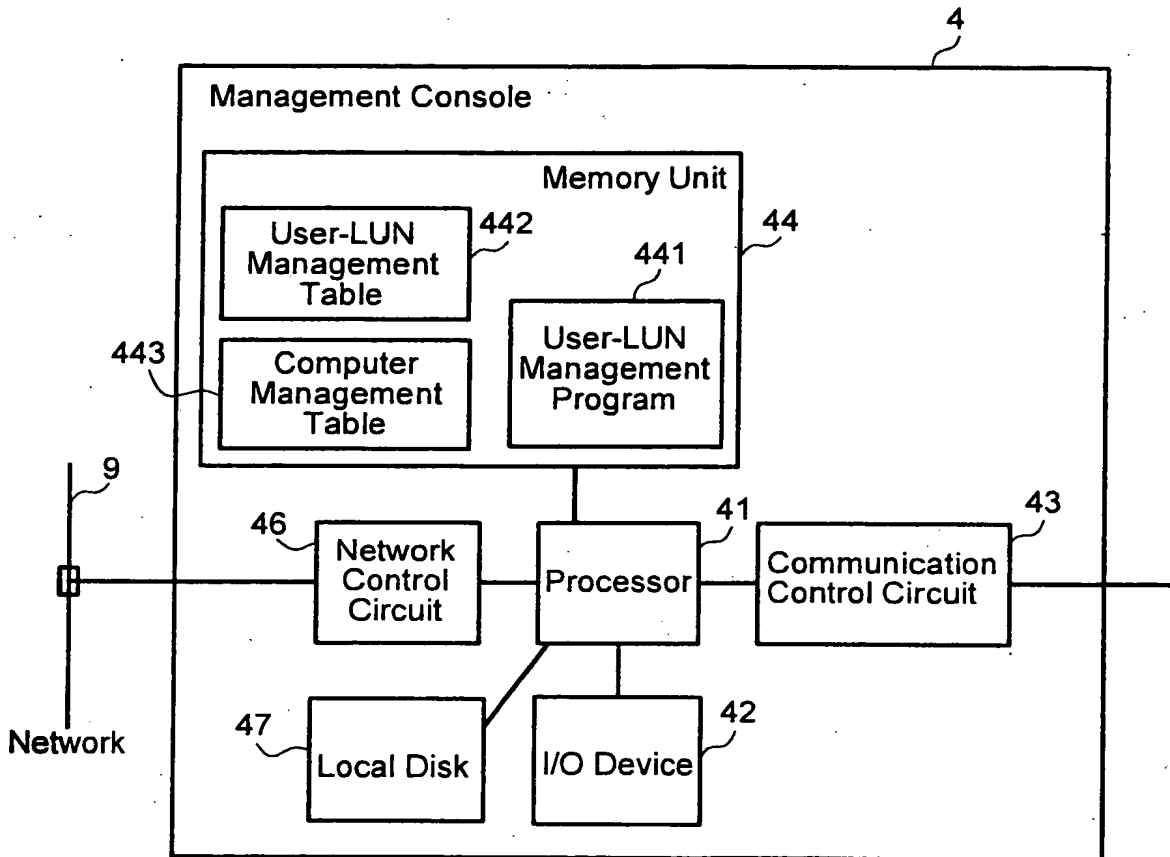 4
Management Console
Memory Unit
User-LUN
Management
Table
442
44
441
User-LUN
Management
Program
443
Computer
Management
Table
9
46
Network
Control
Circuit
41
Processor
43
Communication
Control Circuit
Network
47
Local Disk
42
I/O Device